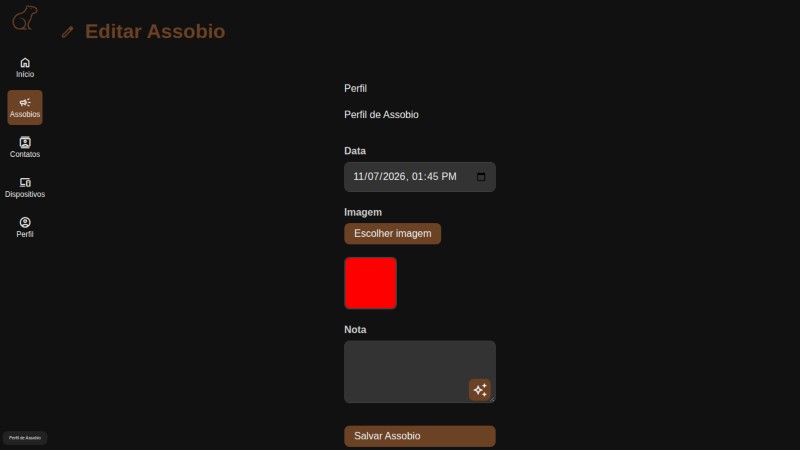 Editar Assobio
Início
Assobios
Contatos
Dispositivos
Perfil
Perfil
Perfil de Assobio
Data
11/07/2026, 01:45 PM
Imagem
Escolher imagem
Nota
Salvar Assobio
Perfil de Assobio